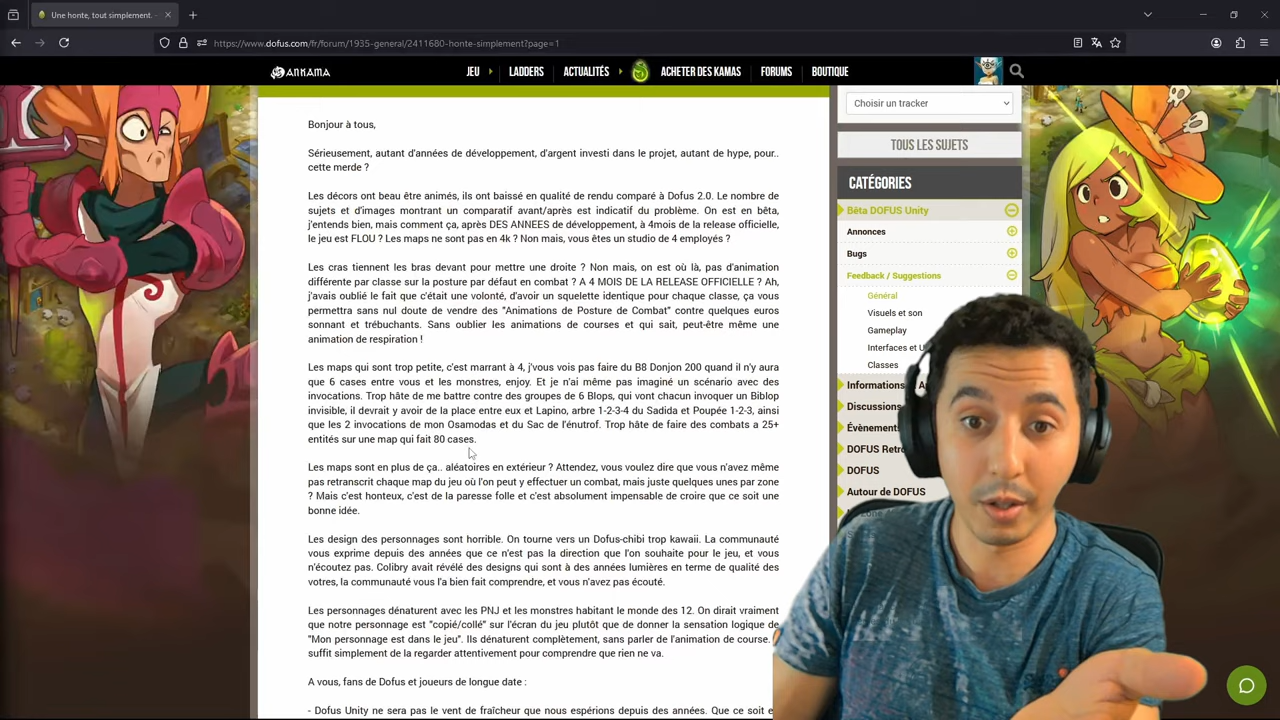 Une honte, tout simplement. -
https://www.dofus.com/fr/forum/1935-general/2411680-honte-simplement?page=1
ANKAMA
JEU
LADDERS
ACTUALITÉS
ACHETER DES KAMAS
FORUMS
BOUTIQUE
Bonjour à tous,
Sérieusement, autant d'années de développement, d'argent investi dans le projet, autant de hype, pour..
cette merde ?
Les décors ont beau être animés, ils ont baissé en qualité de rendu comparé à Dofus 2.0. Le nombre de
sujets et d'images montrant un comparatif avant/après est indicatif du problème. On est en bêta,
j'entends bien, mais comment ça, après DES ANNEES de développement, à 4mois de la release officielle,
le jeu est FLOU ? Les maps ne sont pas en 4k ? Non mais, vous êtes un studio de 4 employés ?
Les cras tiennent les bras devant pour mettre une droite ? Non mais, on est où là, pas d'animation
différente par classe sur la posture par défaut en combat ? A 4 MOIS DE LA RELEASE OFFICIELLE ? Ah,
j'avais oublié le fait que c'était une volonté, d'avoir un squelette identique pour chaque classe, ça vous
permettra sans nul doute de vendre des "Animations de Posture de Combat" contre quelques euros
sonnant et trébuchants. Sans oublier les animations de courses et qui sait, peut-être même une
animation de respiration !
Les maps qui sont trop petite, c'est marrant à 4, j'vous vois pas faire du B8 Donjon 200 quand il n'y aura
que 6 cases entre vous et les monstres, enjoy. Et je n'ai même pas imaginé un scénario avec des
invocations. Trop hâte de me battre contre des groupes de 6 Blops, qui vont chacun invoquer un Biblop
invisible, il devrait y avoir de la place entre eux et Lapino, arbre 1-2-3-4 du Sadida et Poupée 1-2-3, ainsi
que les 2 invocations de mon Osamodas et du Sac de l'énutrof. Trop hâte de faire des combats a 25+
entités sur une map qui fait 80 cases.
Les maps sont en plus de ça.. aléatoires en extérieur ? Attendez, vous voulez dire que vous n'avez même
pas retranscrit chaque map du jeu où l'on peut y effectuer un combat, mais juste quelques unes par zone
? Mais c'est honteux, c'est de la paresse folle et c'est absolument impensable de croire que ce soit une
bonne idée.
Les design des personnages sont horrible. On tourne vers un Dofus-chibi trop kawaii. La communauté
vous exprime depuis des années que ce n'est pas la direction que l'on souhaite pour le jeu, et vous
n'écoutez pas. Colibry avait révélé des designs qui sont à des années lumières en terme de qualité des
votres, la communauté vous l'a bien fait comprendre, et vous n'avez pas écouté.
Les personnages dénaturent avec les PNJ et les monstres habitant le monde des 12. On dirait vraiment
que notre personnage est "copié/collé" sur l'écran du jeu plutôt que de donner la sensation logique de
"Mon personnage est dans le jeu". Ils dénaturent complètement, sans parler de l'animation de course.
suffit simplement de la regarder attentivement pour comprendre que rien ne va.
A vous, fans de Dofus et joueurs de longue date :
- Dofus Unity ne sera pas le vent de fraîcheur que nous espérions depuis des années. Que ce soit
Choisir un tracker
TOUS LES SUJETS
CATÉGORIES
Bêta DOFUS Unity
Annonces
Bugs
Feedback / Suggestions
Général
Visuels et son
Gameplay
Interfaces et
Classes
Informations
Discussions
Évènements
DOFUS Retro
DOFUS
Autour de DOFUS